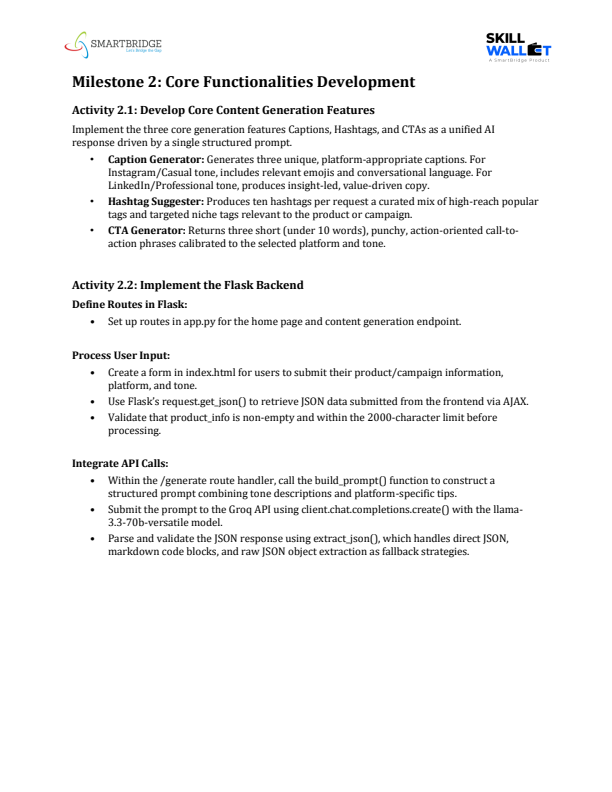 SMARTBRIDGE
Let's Bridge the Gap
SKILL
WALLET
A SmartBridge Product
Milestone 2: Core Functionalities Development
Activity 2.1: Develop Core Content Generation Features
Implement the three core generation features Captions, Hashtags, and CTAs as a unified AI
response driven by a single structured prompt.
• Caption Generator: Generates three unique, platform-appropriate captions. For
Instagram/Casual tone, includes relevant emojis and conversational language. For
LinkedIn/Professional tone, produces insight-led, value-driven copy.
• Hashtag Suggester: Produces ten hashtags per request a curated mix of high-reach popular
tags and targeted niche tags relevant to the product or campaign.
• CTA Generator: Returns three short (under 10 words), punchy, action-oriented call-to-
action phrases calibrated to the selected platform and tone.
Activity 2.2: Implement the Flask Backend
Define Routes in Flask:
• Set up routes in app.py for the home page and content generation endpoint.
Process User Input:
• Create a form in index.html for users to submit their product/campaign information,
platform, and tone.
• Use Flask's request.get_json() to retrieve JSON data submitted from the frontend via AJAX.
• Validate that product_info is non-empty and within the 2000-character limit before
processing.
Integrate API Calls:
• Within the /generate route handler, call the build_prompt() function to construct a
structured prompt combining tone descriptions and platform-specific tips.
• Submit the prompt to the Groq API using client.chat.completions.create() with the llama-
3.3-70b-versatile model.
• Parse and validate the JSON response using extract_json(), which handles direct JSON,
markdown code blocks, and raw JSON object extraction as fallback strategies.